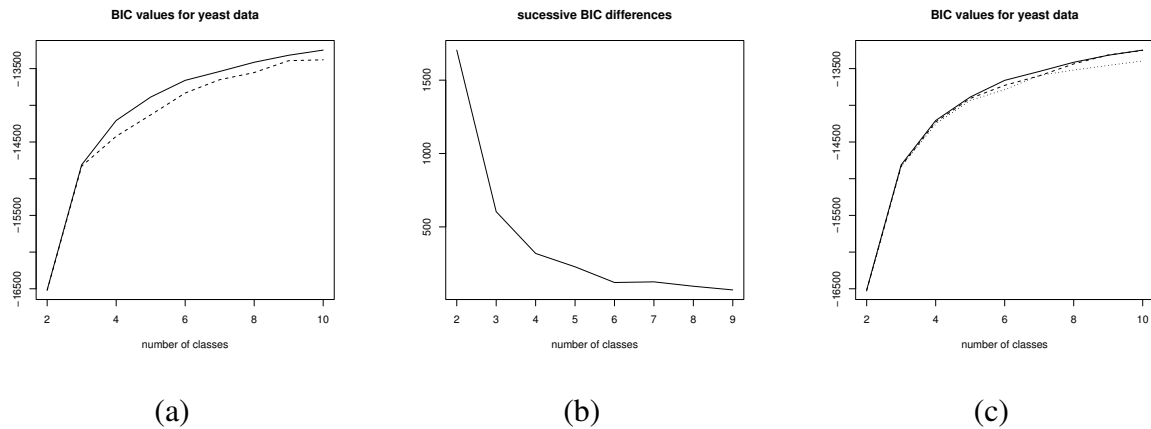 BIC values for yeast data
-13500
-14500
-15500
-16500
2 4 6 8 10
number of classes
(a)
sucessive BIC differences
1500
1000
500
2 3 4 5 6 7 8 9
number of classes
(b)
BIC values for yeast data
-13500
-14500
-15500
-16500
2 4 6 8 10
number of classes
(c)